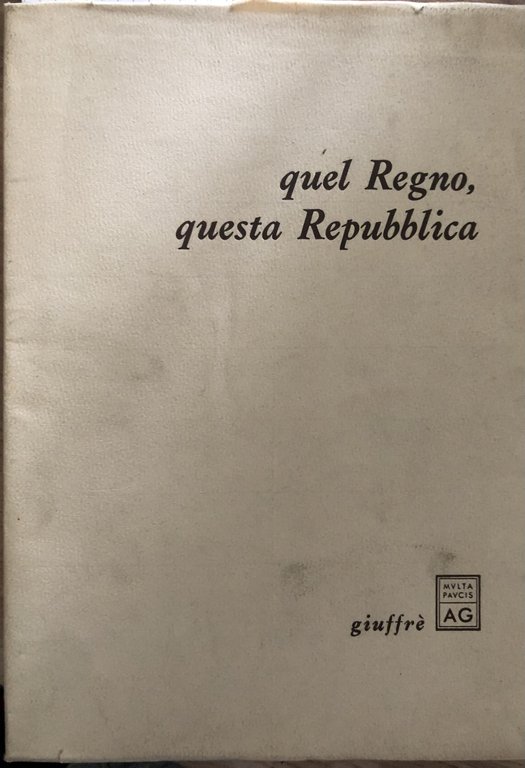 quel Regno,
questa Repubblica
MVLTA
PAVCIS
giuffrè
AG